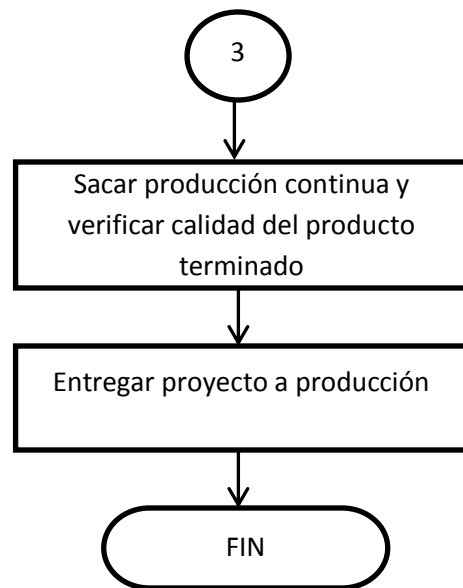 3
Sacar producción continua y
verificar calidad del producto
terminado
Entregar proyecto a producción
FIN